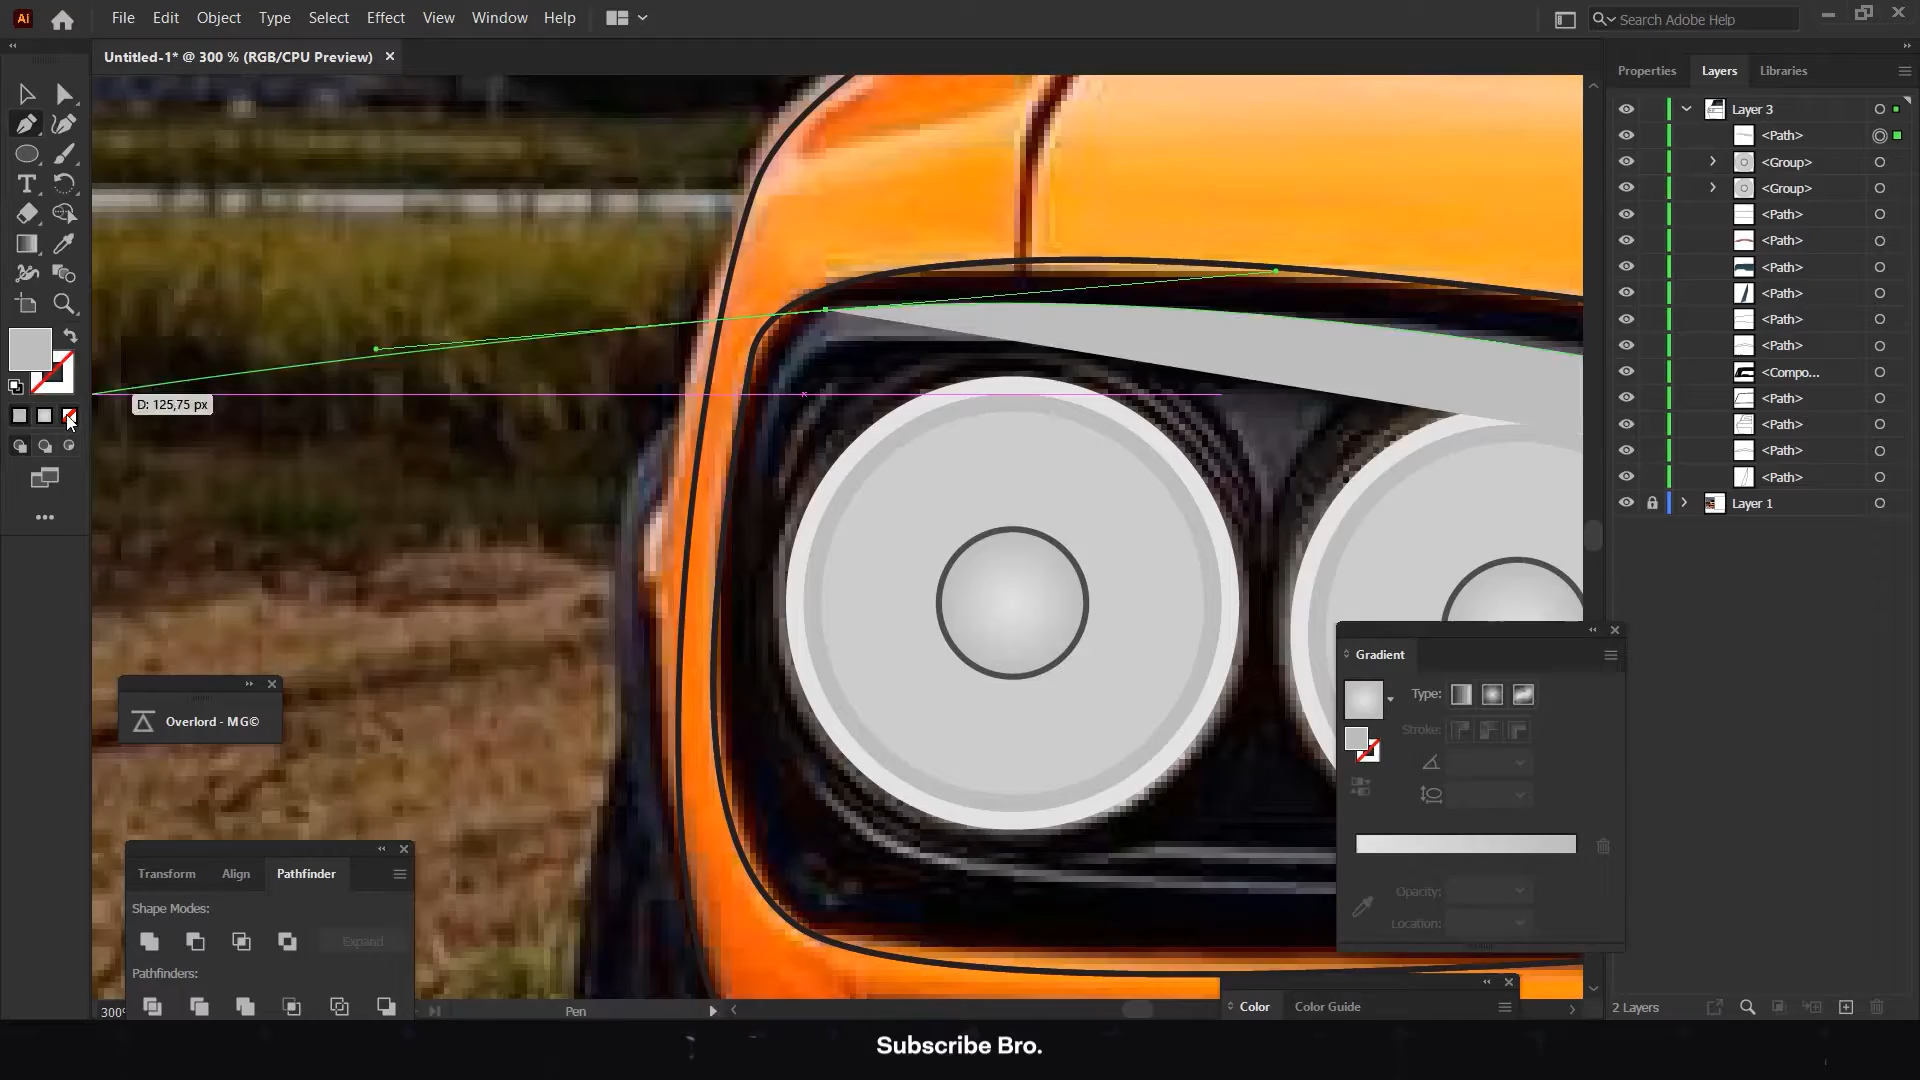 Ai
File Edit Object Type Select Effect View Window Help
Search Adobe Help
Untitled-1* @ 300 % (RGB/CPU Preview)
Properties
Layers
Libraries
Layer 3
<Path>
<Group>
<Group>
<Path>
<Path>
<Path>
<Path>
<Path>
<Path>
<Compo...
<Path>
<Path>
<Path>
<Path>
Layer 1
D: 125,75 px
Overlord - MG©
Gradient
Type:
Stroke:
Opacity:
Location:
Transform
Align
Pathfinder
Shape Modes:
Expand
Pathfinders:
300%
Pen
Color
Color Guide
2 Layers
Subscribe Bro.